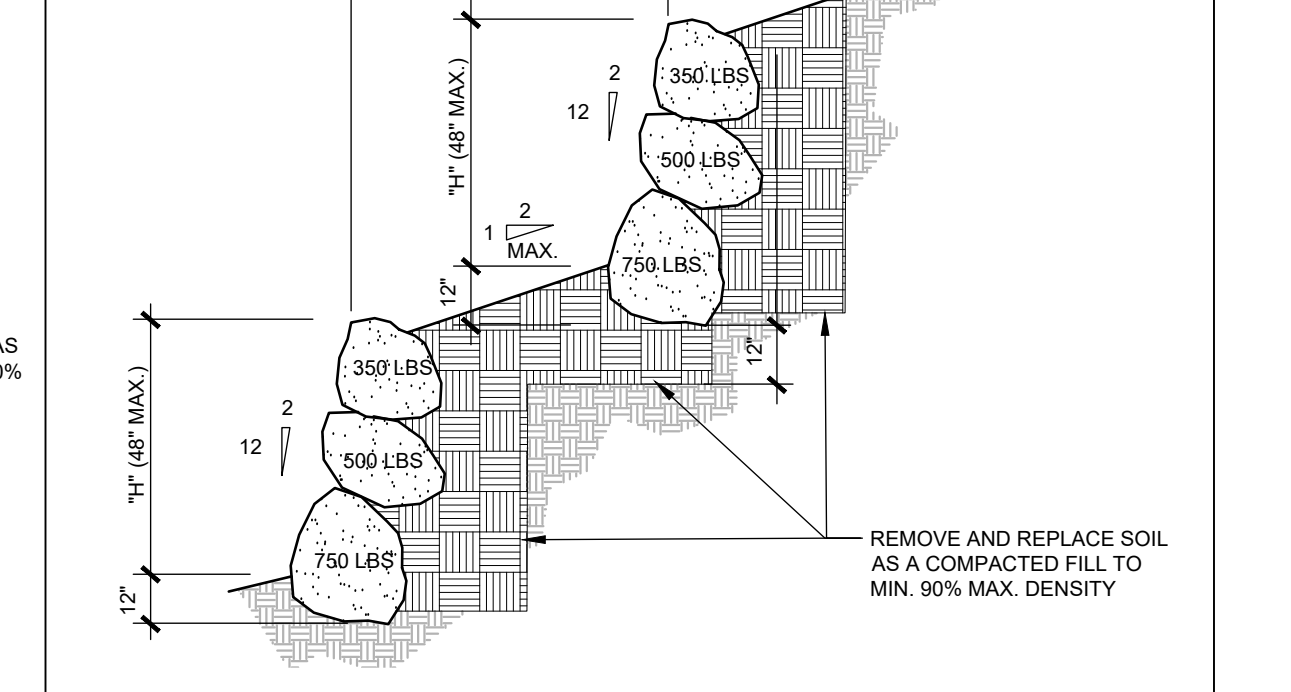 "H" (48" MAX.)
2
12
350 LBS
500 LBS
1
2
MAX.
750 LBS
12"
12"
AS
0%
"H" (48" MAX.)
2
12
350 LBS
500 LBS
750 LBS
12"
REMOVE AND REPLACE SOIL
AS A COMPACTED FILL TO
MIN. 90% MAX. DENSITY